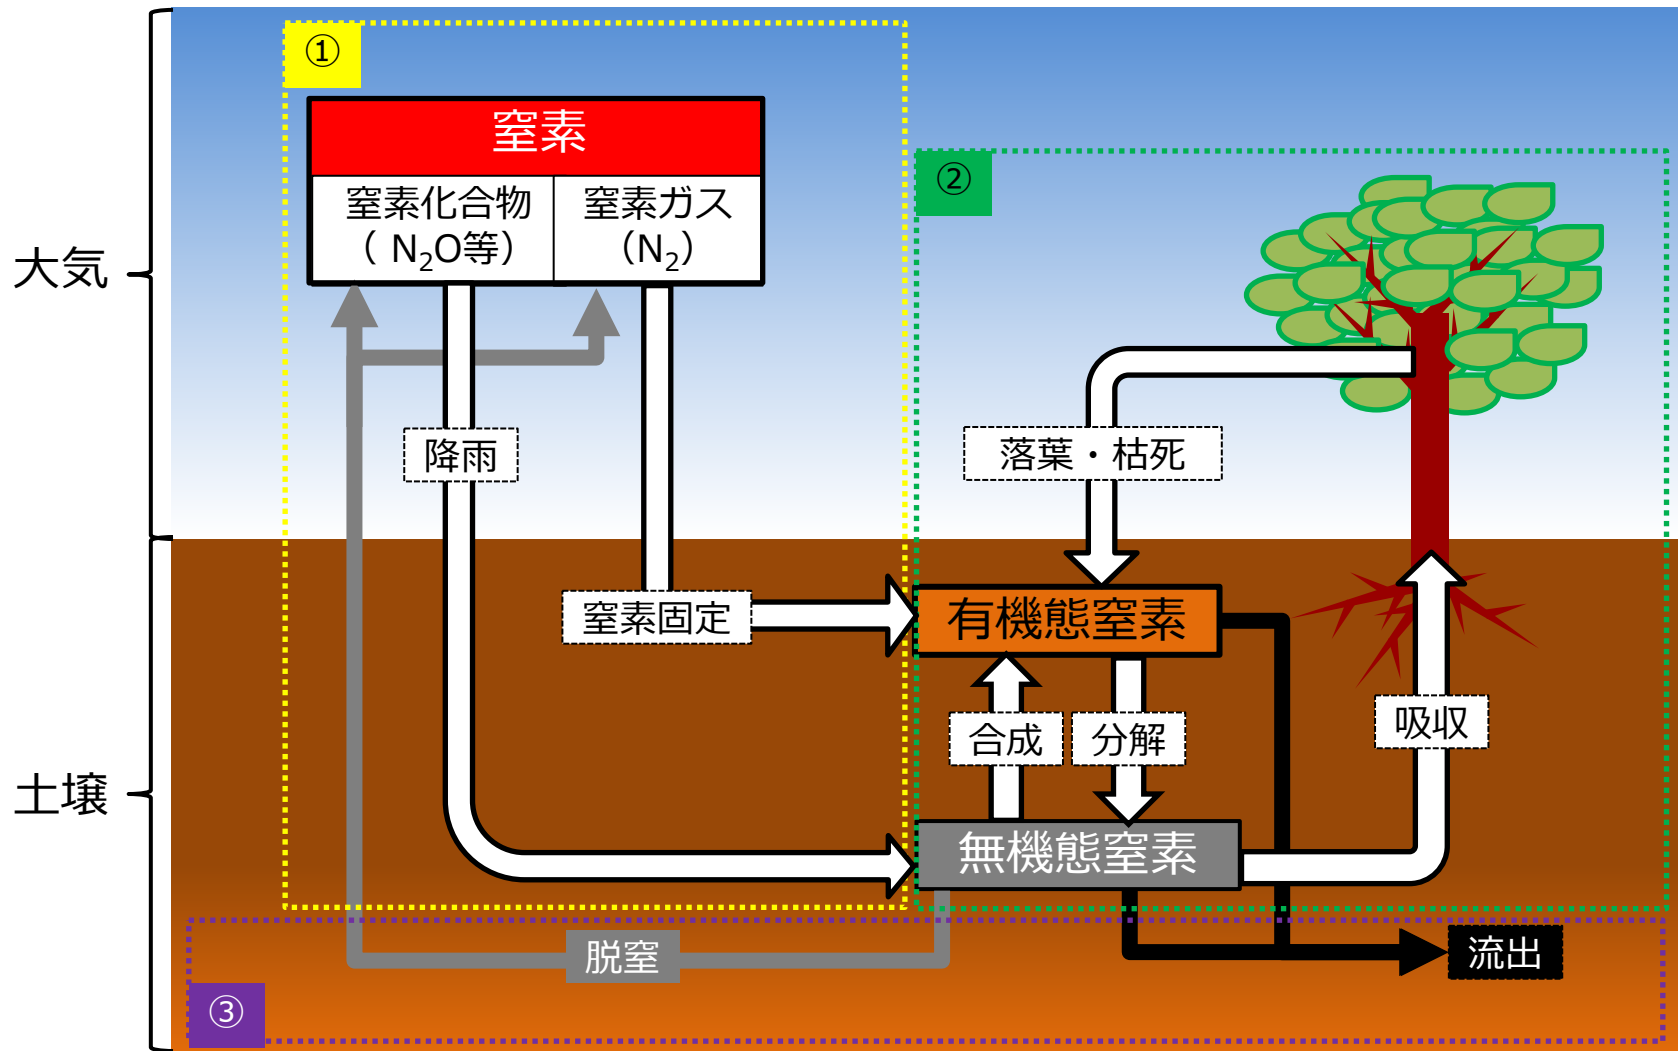 ①
窒素
窒素化合物
（ N₂O等）
窒素ガス
（N₂）
②
大気
降雨
落葉・枯死
窒素固定
有機態窒素
合成
分解
吸収
土壌
無機態窒素
脱窒
流出
③